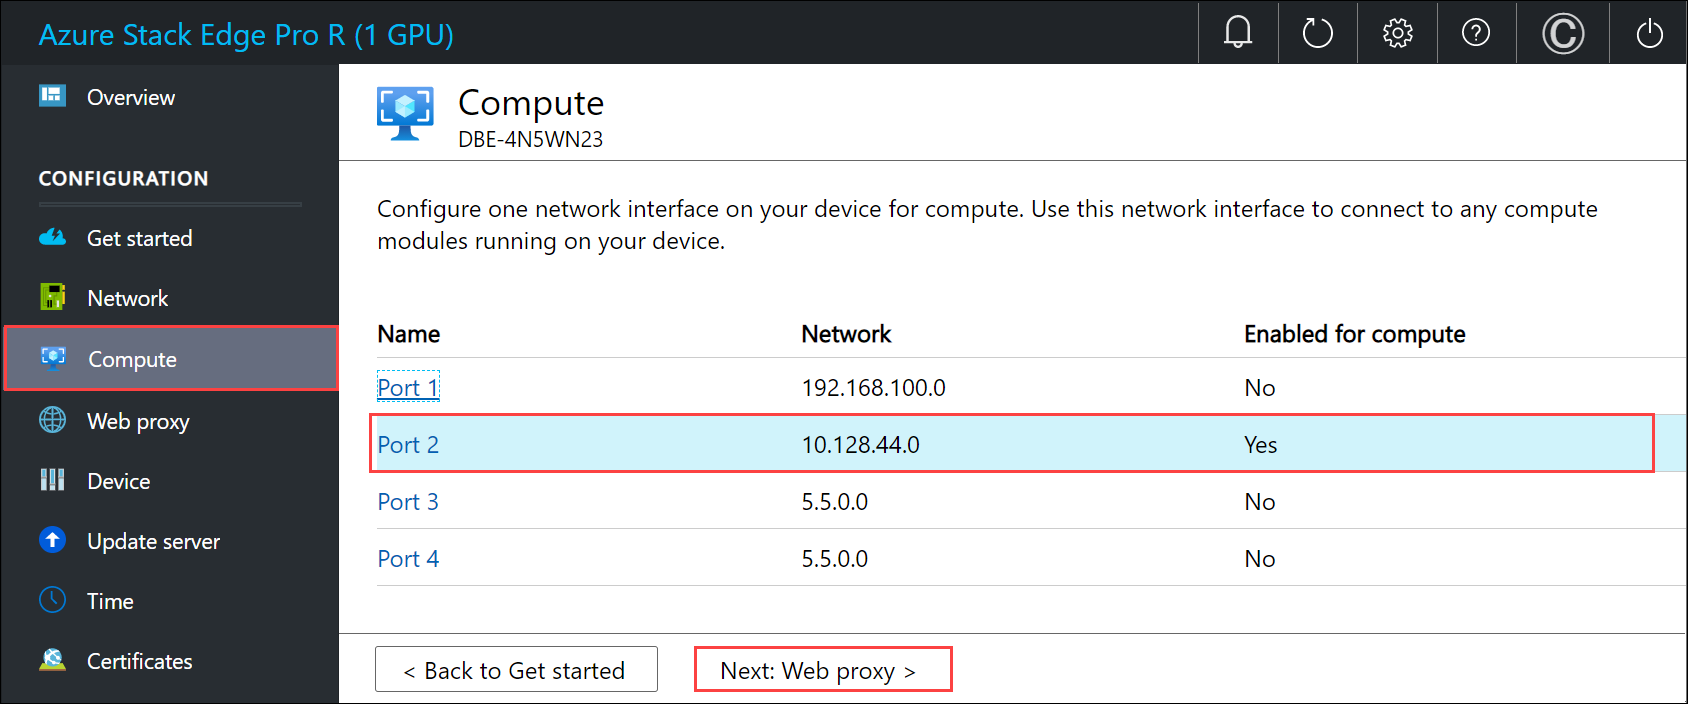 Azure Stack Edge Pro R (1 GPU)
Overview
CONFIGURATION
Get started
Network
Compute
Web proxy
Device
Update server
Time
Certificates
Compute
DBE-4N5WN23
Configure one network interface on your device for compute. Use this network interface to connect to any compute
modules running on your device.
Name Network Enabled for compute
Port 1 192.168.100.0 No
Port 2 10.128.44.0 Yes
Port 3 5.5.0.0 No
Port 4 5.5.0.0 No
< Back to Get started Next: Web proxy >